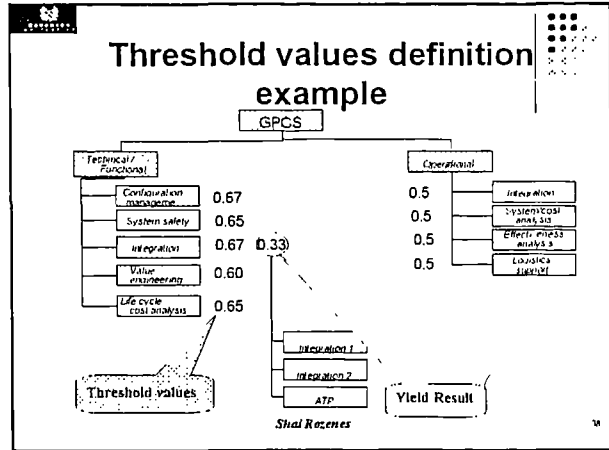 Threshold values definition
example
GPCS
Technical /
Functional
Operational
Configuration
manageme...
0.67
System safety
0.65
Integration
0.67
(0.33)
Value
engineering
0.60
Life cycle
cost analysis
0.65
0.5
Integration
0.5
System/cost
analysis
0.5
Effectiveness
analysis
0.5
Logistics
support
Integration 1
Integration 2
ATP
Threshold values
Yield Result
Shai Rozenes